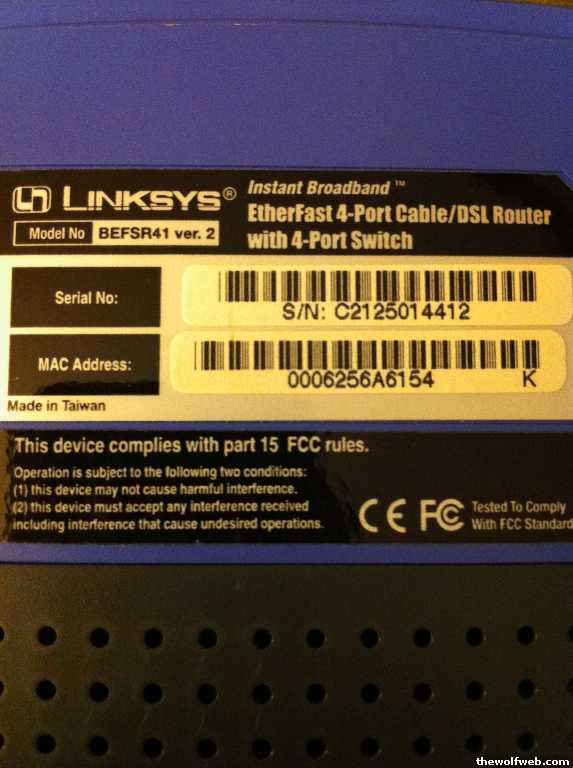 LINKSYS® Instant Broadband™
EtherFast 4-Port Cable/DSL Router
with 4-Port Switch
Model No BEFSR41 ver. 2
Serial No:
S/N: C2125014412
MAC Address:
0006256A6154 K
Made in Taiwan
This device complies with part 15 FCC rules.
Operation is subject to the following two conditions:
(1) this device may not cause harmful interference.
(2) this device must accept any interference received
including interference that cause undesired operations.
CE FC Tested To Comply
With FCC Standard
thewolfweb.com